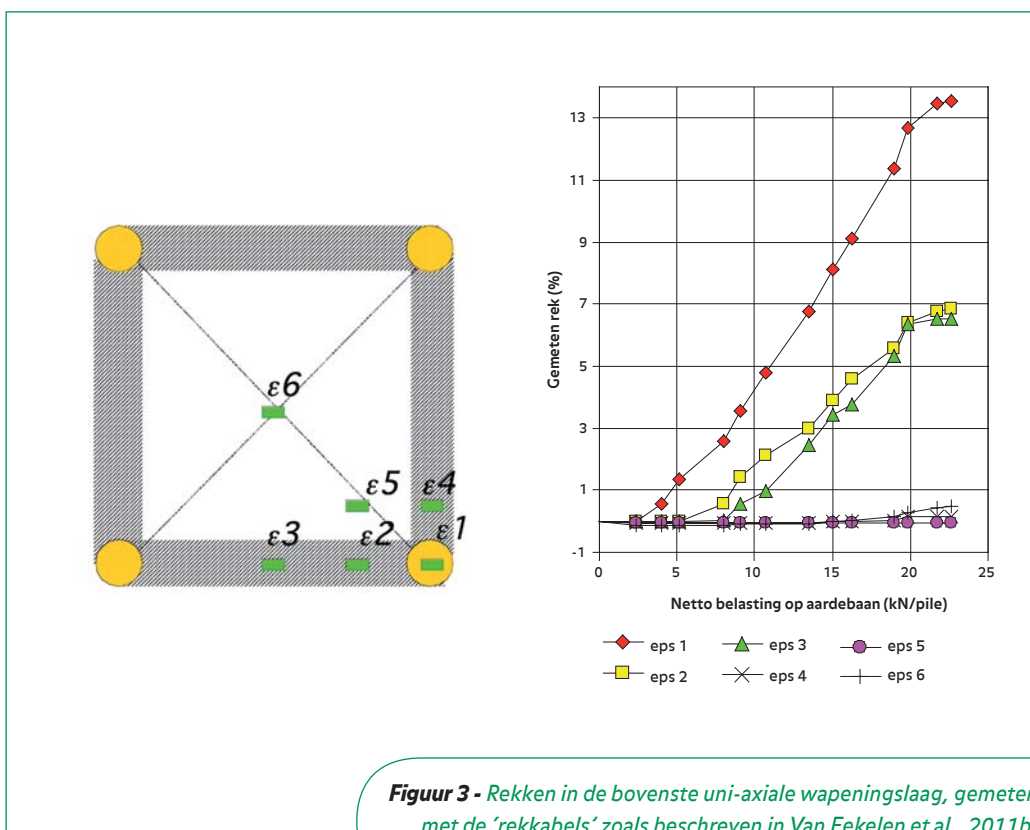 ε6
ε5
ε4
ε3
ε2
ε1
Gemeten rek (%)
13
11
9
7
5
3
1
-1
0
5
10
15
20
25
Netto belasting op aardebaan (kN/pile)
eps 1
eps 3
eps 5
eps 2
eps 4
eps 6
Figuur 3 - Rekken in de bovenste uni-axiale wapeningslaag, gemeten
met de ‘rekkabels’ zoals beschreven in Van Eekelen et al., 2011b